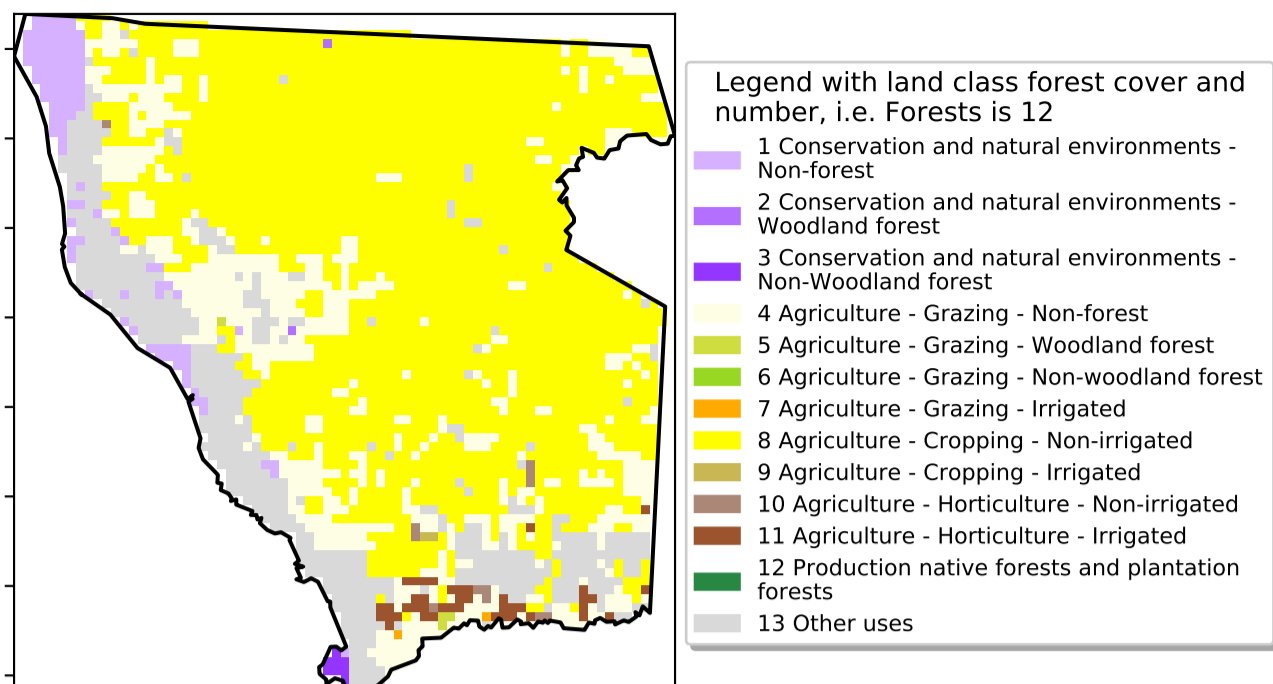 Legend with land class forest cover and
number, i.e. Forests is 12
1 Conservation and natural environments -
Non-forest
2 Conservation and natural environments -
Woodland forest
3 Conservation and natural environments -
Non-Woodland forest
4 Agriculture - Grazing - Non-forest
5 Agriculture - Grazing - Woodland forest
6 Agriculture - Grazing - Non-woodland forest
7 Agriculture - Grazing - Irrigated
8 Agriculture - Cropping - Non-irrigated
9 Agriculture - Cropping - Irrigated
10 Agriculture - Horticulture - Non-irrigated
11 Agriculture - Horticulture - Irrigated
12 Production native forests and plantation
forests
13 Other uses